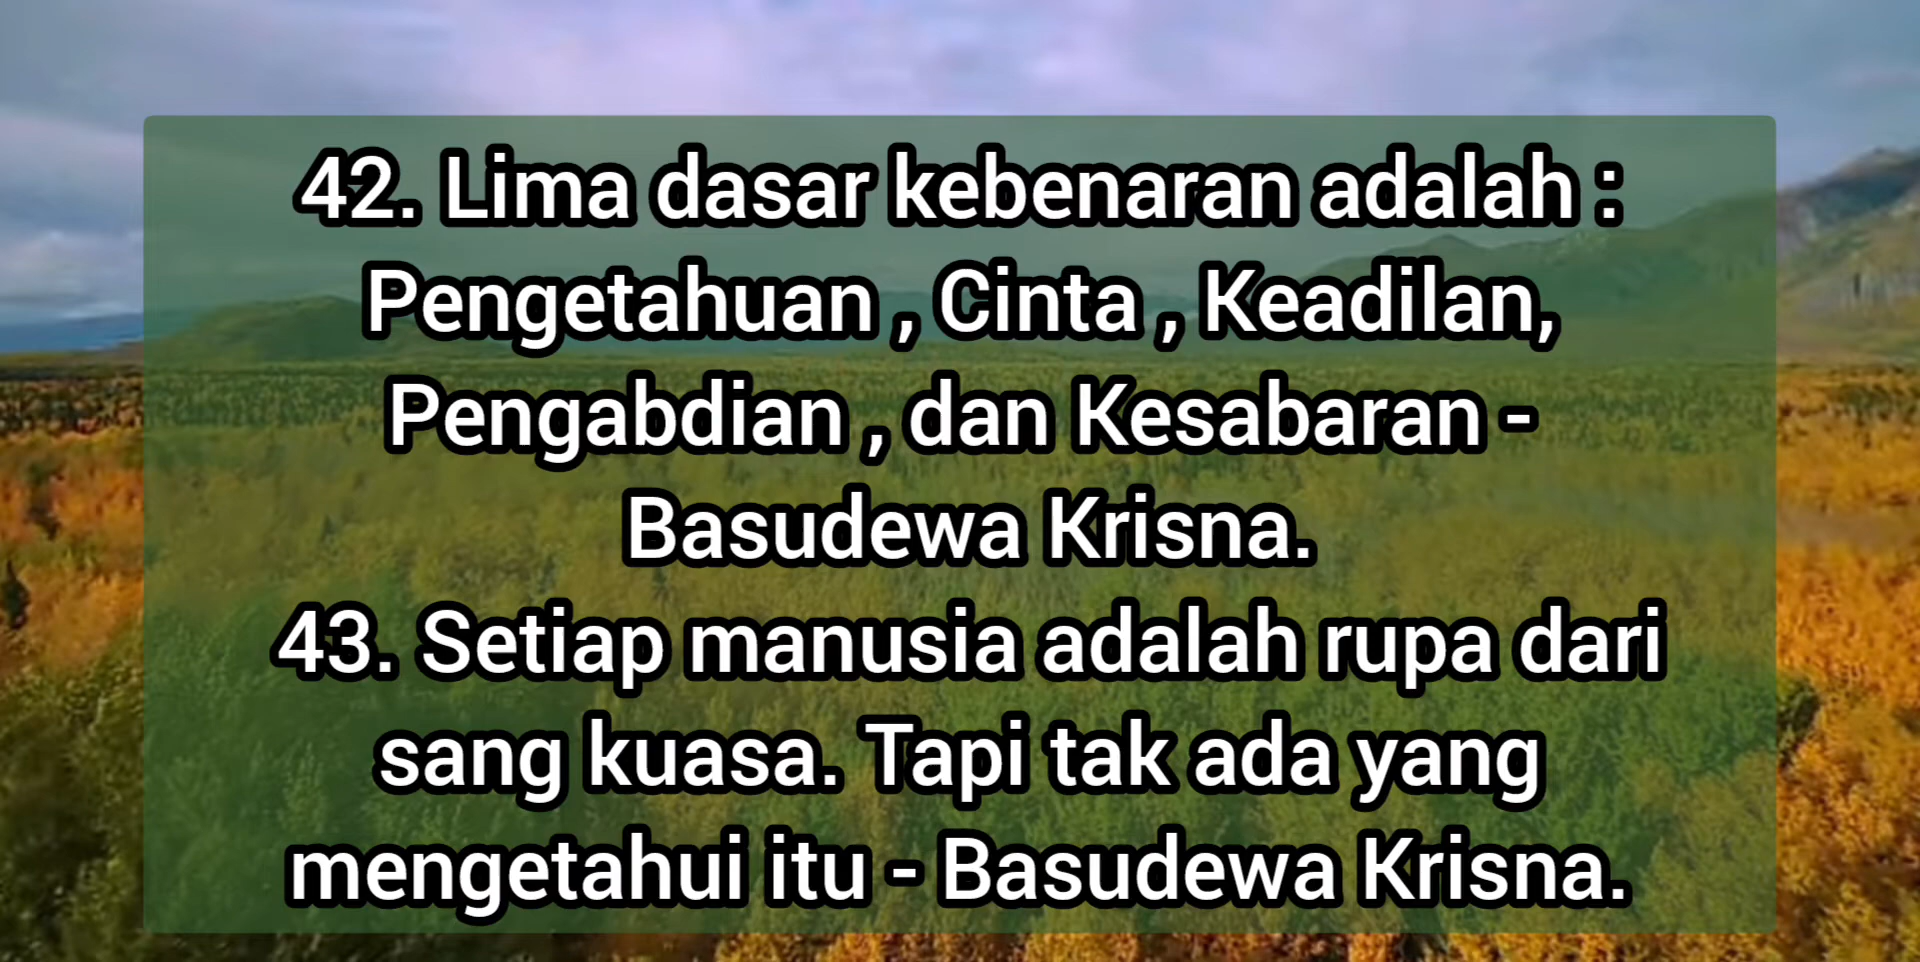 42. Lima dasar kebenaran adalah :
Pengetahuan , Cinta , Keadilan,
Pengabdian , dan Kesabaran -
Basudewa Krisna.
43. Setiap manusia adalah rupa dari
sang kuasa. Tapi tak ada yang
mengetahui itu - Basudewa Krisna.